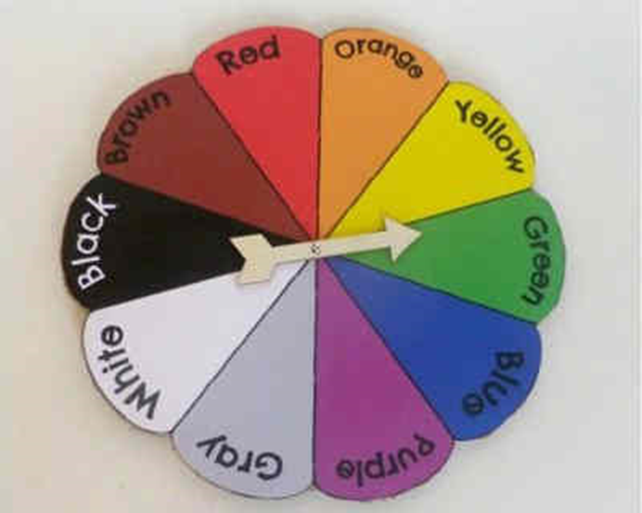 Red
Orange
Yellow
Green
Blue
Purple
Gray
White
Black
Brown